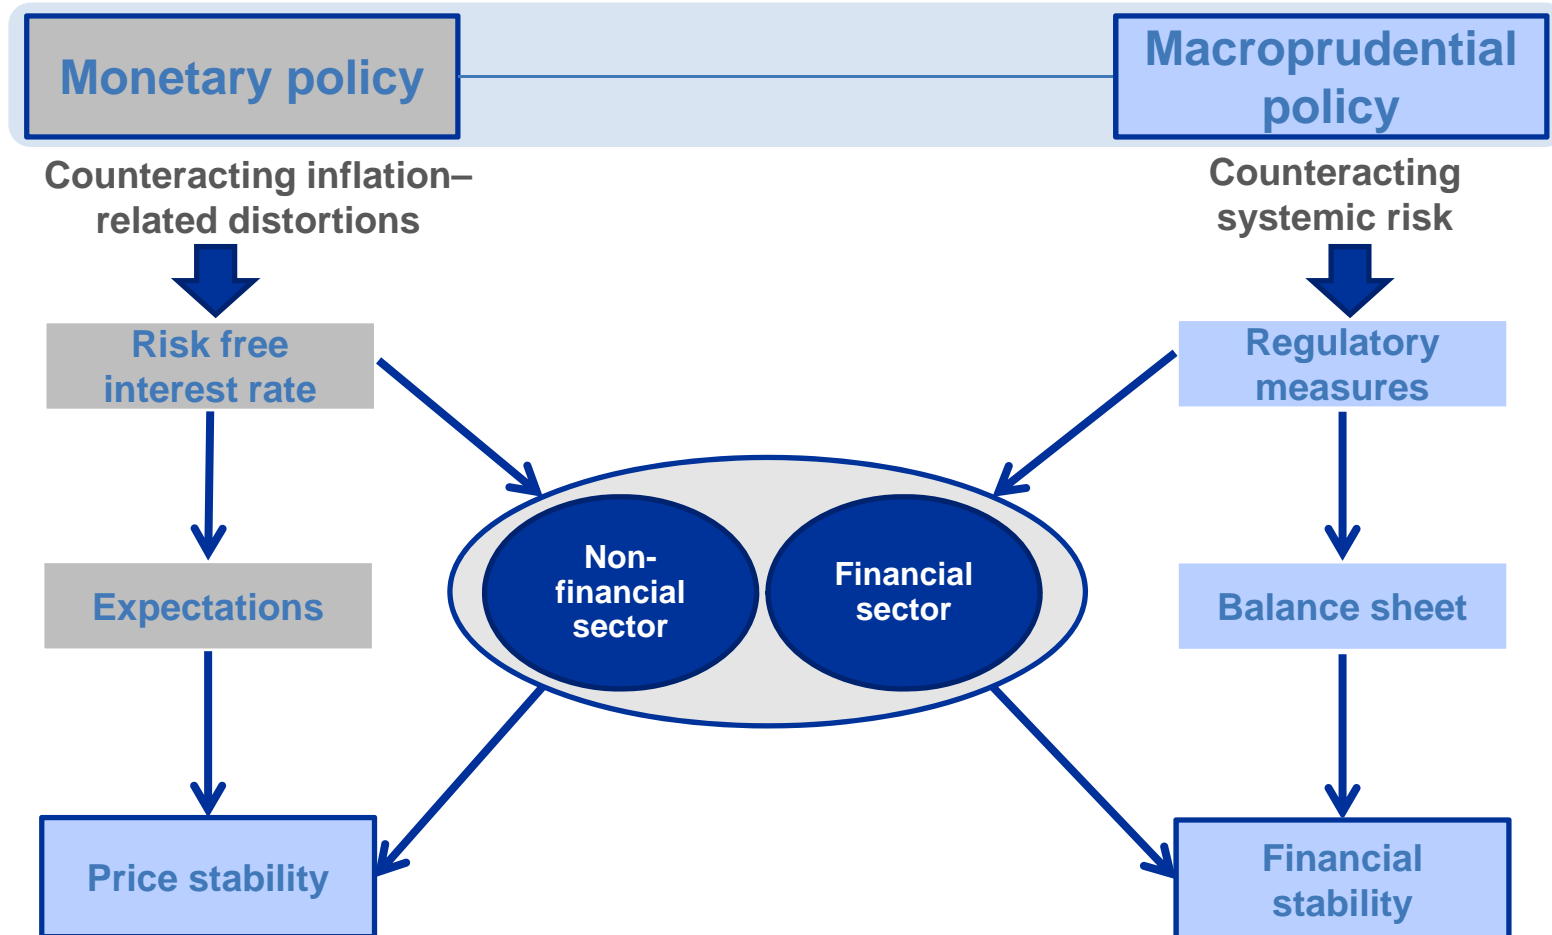 Monetary policy
Macroprudential
policy
Counteracting inflation–
related distortions
Counteracting
systemic risk
Risk free
interest rate
Regulatory
measures
Non-
financial
sector
Financial
sector
Expectations
Balance sheet
Price stability
Financial
stability